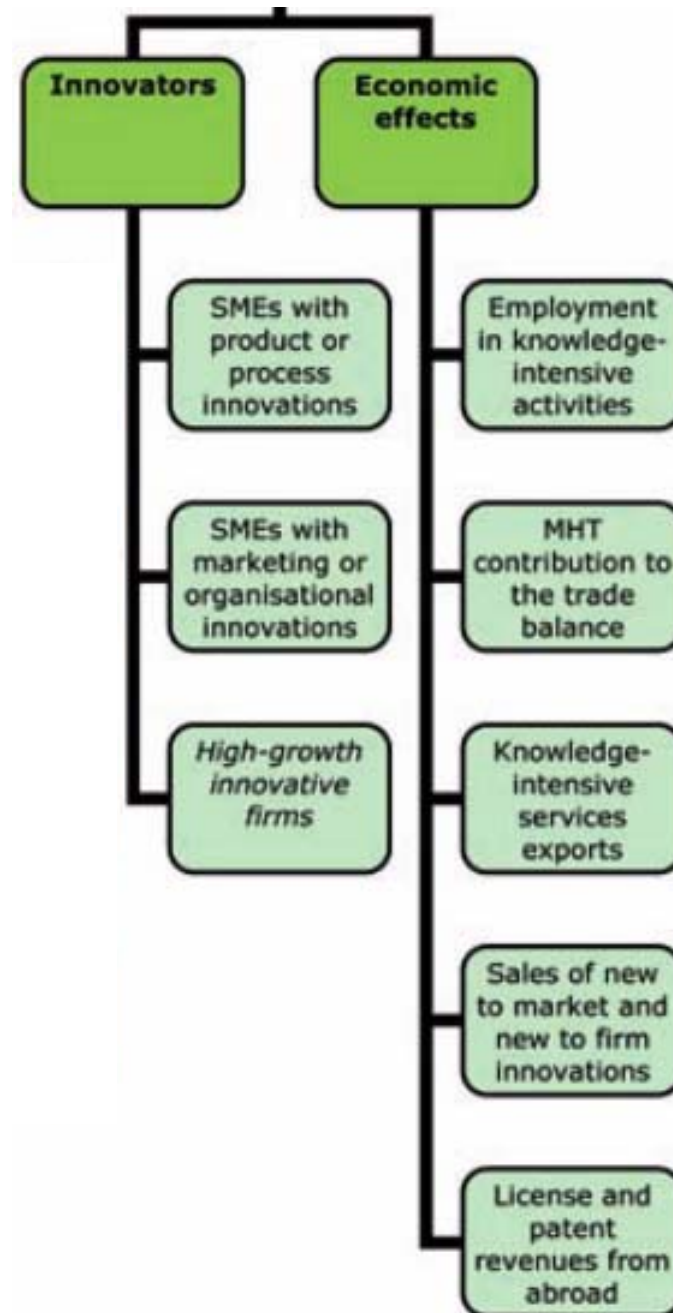 Innovators
Economic
effects
SMEs with
product or
process
innovations
SMEs with
marketing or
organisational
innovations
High-growth
innovative
firms
Employment
in knowledge-
intensive
activities
MHT
contribution to
the trade
balance
Knowledge-
intensive
services
exports
Sales of new
to market and
new to firm
innovations
License and
patent
revenues from
abroad